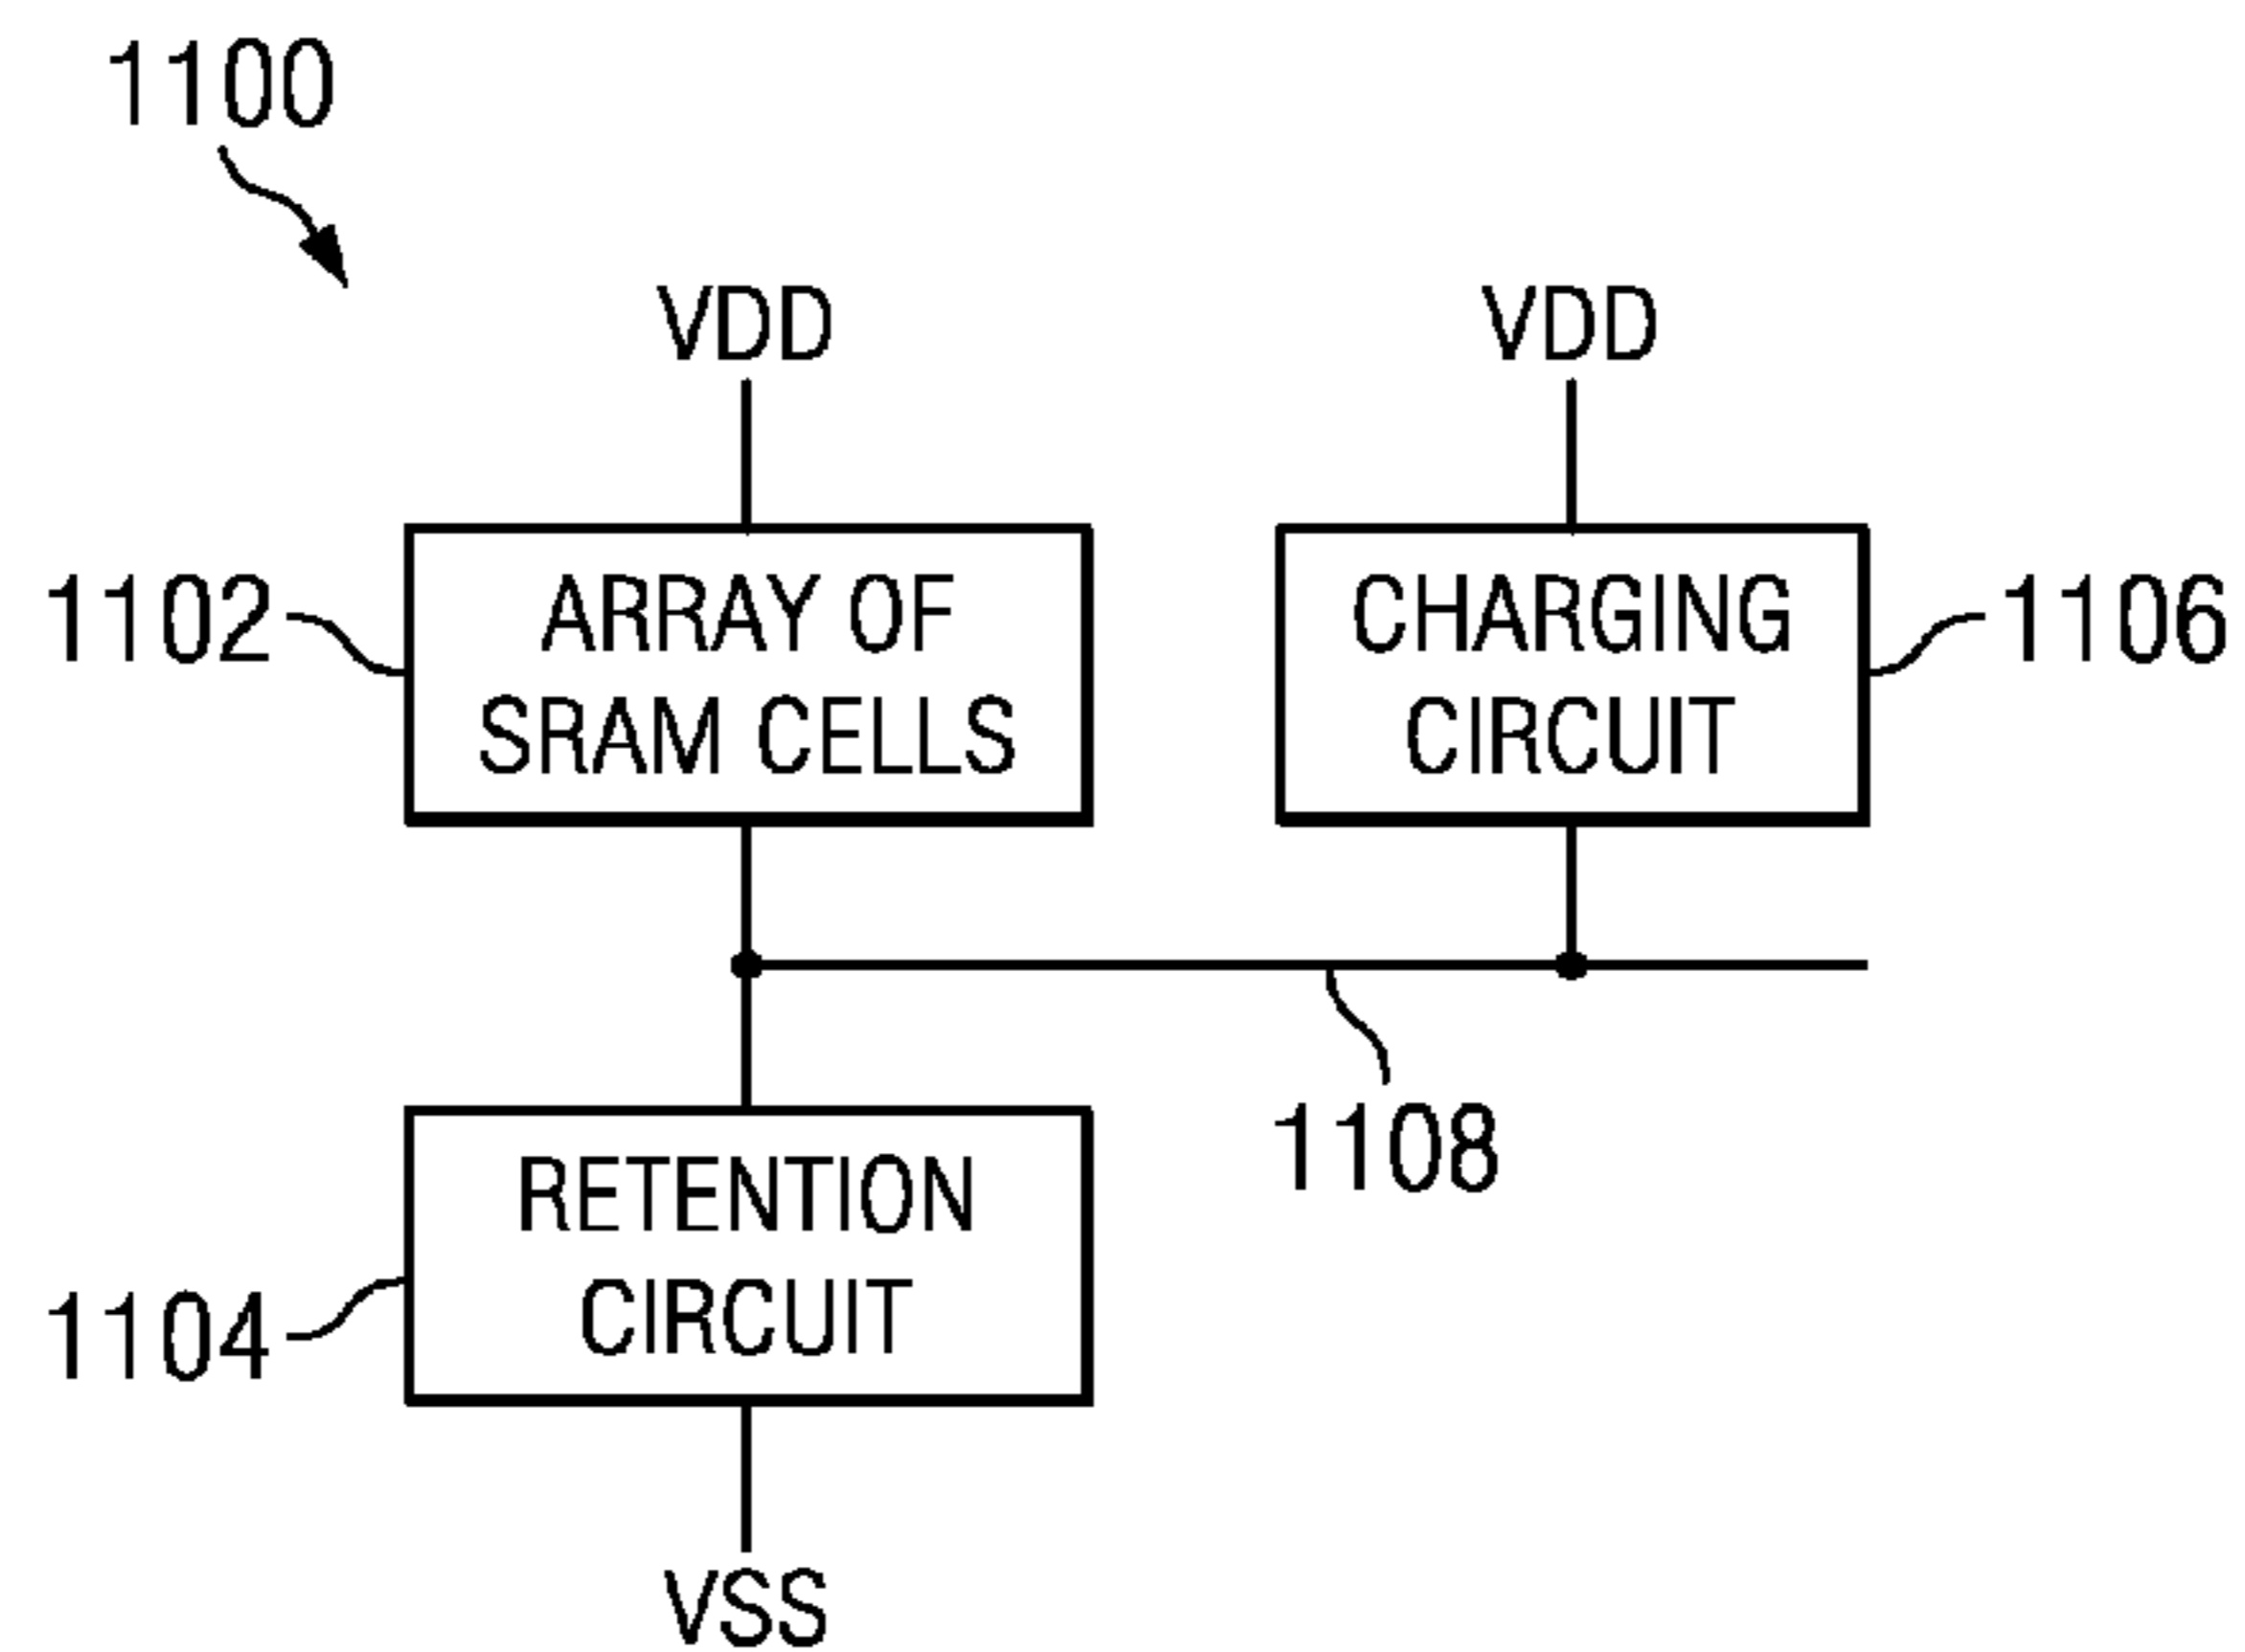 1100
VDD
VDD
1102
ARRAY OF
SRAM CELLS
CHARGING
CIRCUIT
1106
1108
1104
RETENTION
CIRCUIT
VSS